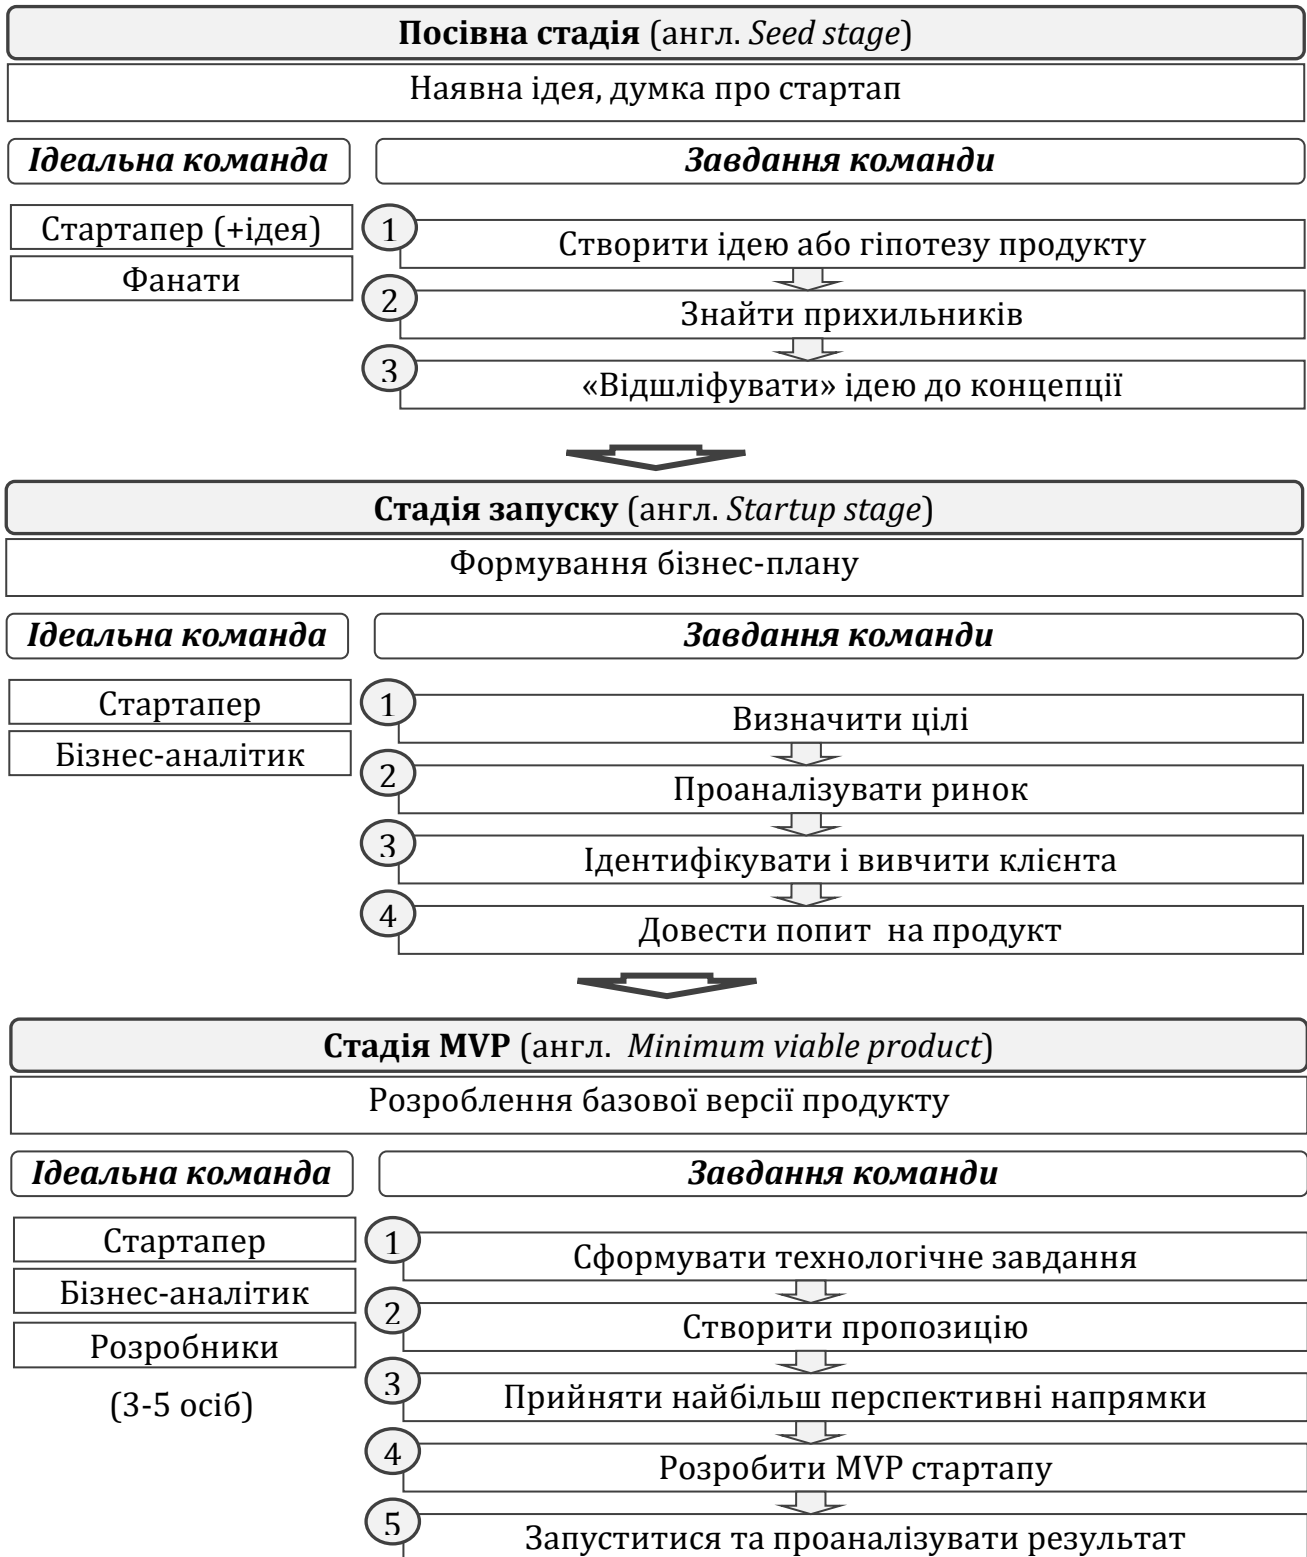 Посівна стадія (англ. Seed stage)
Наявна ідея, думка про стартап
Ідеальна команда
Завдання команди
Стартапер (+ідея)
Фанати
1
Створити ідею або гіпотезу продукту
2
Знайти прихильників
3
«Відшліфувати» ідею до концепції
Стадія запуску (англ. Startup stage)
Формування бізнес-плану
Ідеальна команда
Завдання команди
Стартапер
Бізнес-аналітик
1
Визначити цілі
2
Проаналізувати ринок
3
Ідентифікувати і вивчити клієнта
4
Довести попит на продукт
Стадія MVP (англ. Minimum viable product)
Розроблення базової версії продукту
Ідеальна команда
Завдання команди
Стартапер
Бізнес-аналітик
Розробники
(3-5 осіб)
1
Сформувати технологічне завдання
2
Створити пропозицію
3
Прийняти найбільш перспективні напрямки
4
Розробити MVP стартапу
5
Запуститися та проаналізувати результат